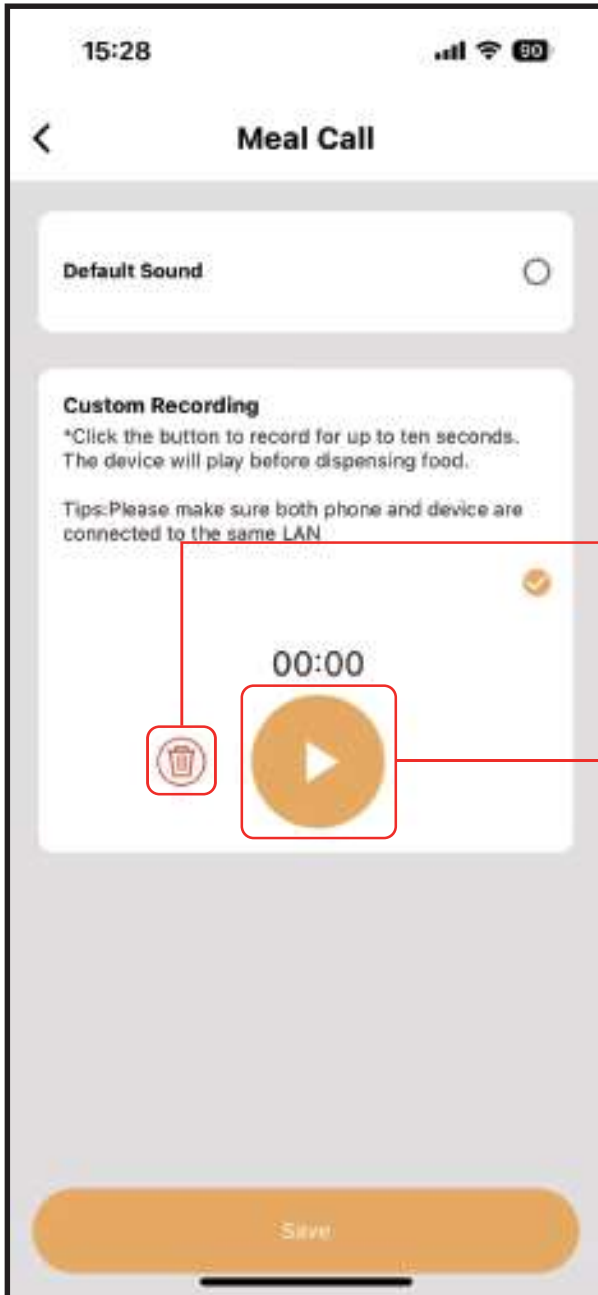 15:28
90
Meal Call
Default Sound
Custom Recording
*Click the button to record for up to ten seconds.
The device will play before dispensing food.
Tips:Please make sure both phone and device are
connected to the same LAN
00:00
Save